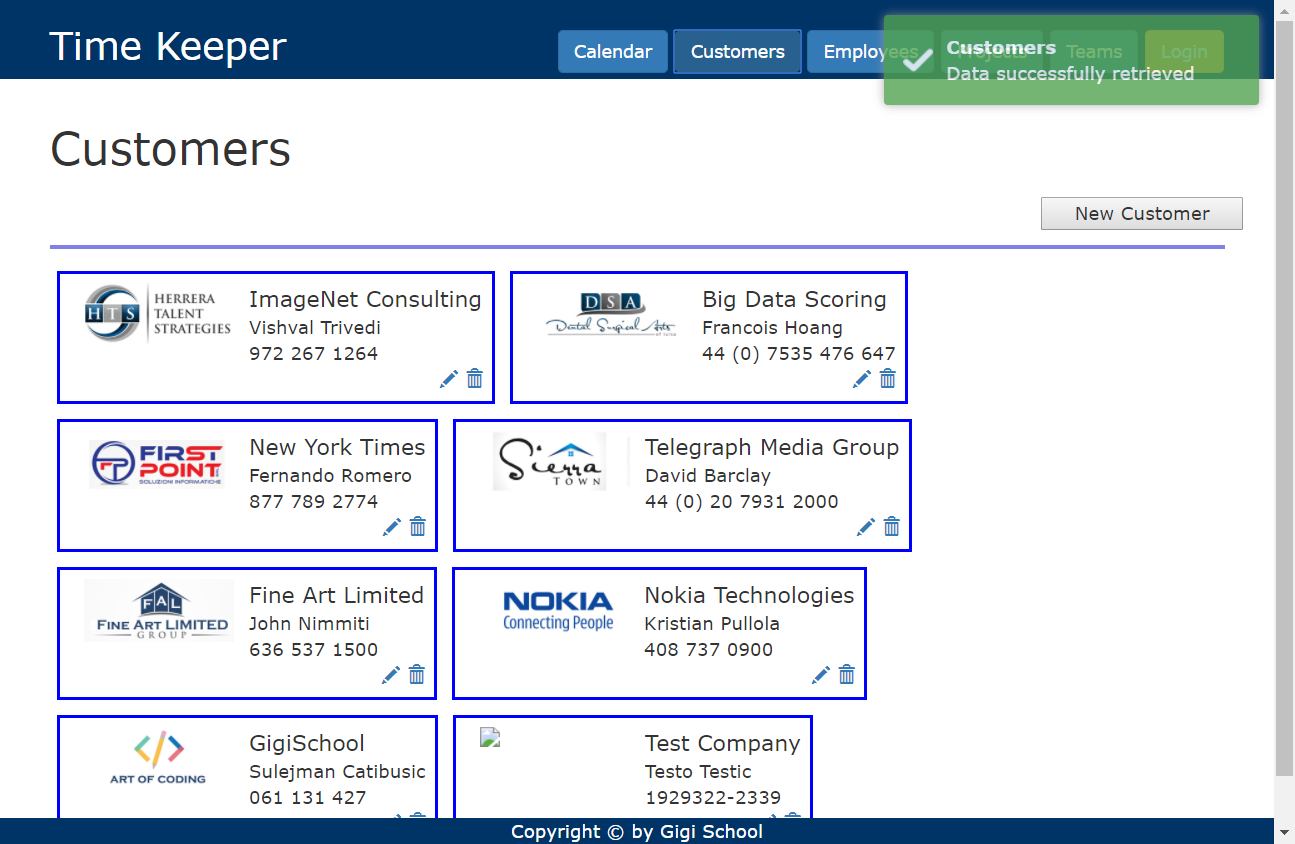 Time Keeper
Calendar
Customers
Employees
Projects
Teams
Login
Customers
Data successfully retrieved
Customers
New Customer
HTS
HERRERA
TALENT
STRATEGIES
ImageNet Consulting
Vishval Trivedi
972 267 1264
DSA
Dental Surgical Arts
Big Data Scoring
Francois Hoang
44 (0) 7535 476 647
FIRST
POINT
SOLUZIONI INFORMATICHE
New York Times
Fernando Romero
877 789 2774
Sierra
TOWN
Telegraph Media Group
David Barclay
44 (0) 20 7931 2000
FAL
FINE ART LIMITED
GROUP
Fine Art Limited
John Nimmiti
636 537 1500
NOKIA
Connecting People
Nokia Technologies
Kristian Pullola
408 737 0900
ART OF CODING
GigiSchool
Sulejman Catibusic
061 131 427
Test Company
Testo Testic
1929322-2339
Copyright © by Gigi School